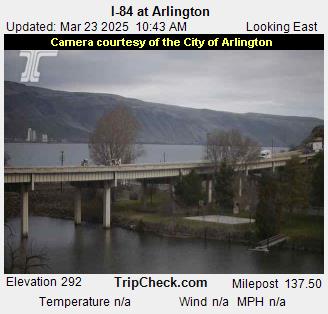 I-84 at Arlington
Updated: Mar 23 2025 10:43 AM Looking East
Camera courtesy of the City of Arlington
Elevation 292 TripCheck.com Milepost 137.50
Temperature n/a Wind n/a MPH n/a